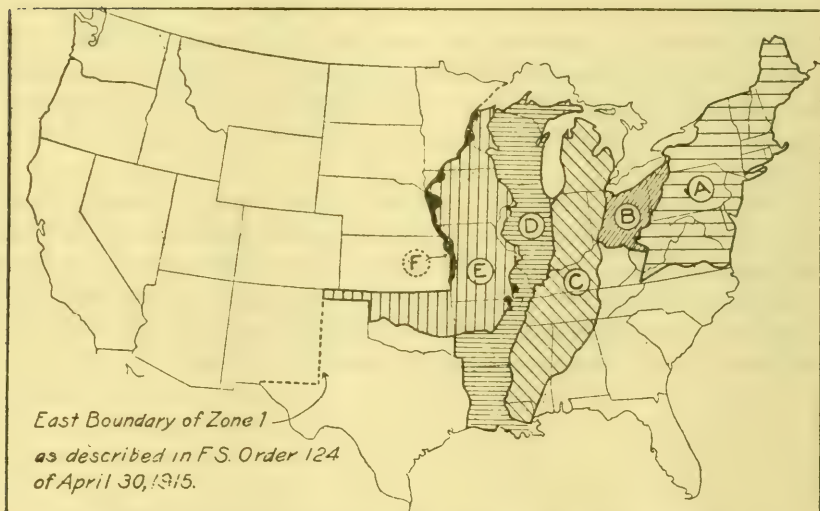 A
B
D
F
E
C
East Boundary of Zone 1
as described in F.S. Order 124
of April 30, 1915.